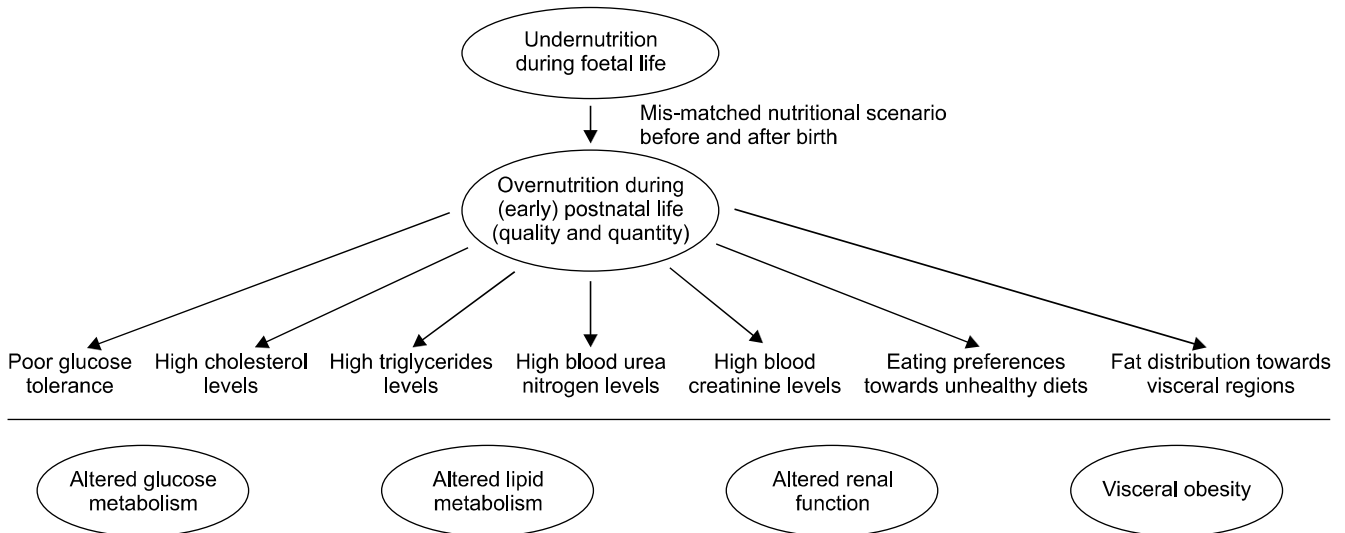 Undernutrition
during foetal life
Mis-matched nutritional scenario
before and after birth
Overnutrition during
(early) postnatal life
(quality and quantity)
Poor glucose
tolerance
High cholesterol
levels
High triglycerides
levels
High blood urea
nitrogen levels
High blood
creatinine levels
Eating preferences
towards unhealthy diets
Fat distribution towards
visceral regions
Altered glucose
metabolism
Altered lipid
metabolism
Altered renal
function
Visceral obesity